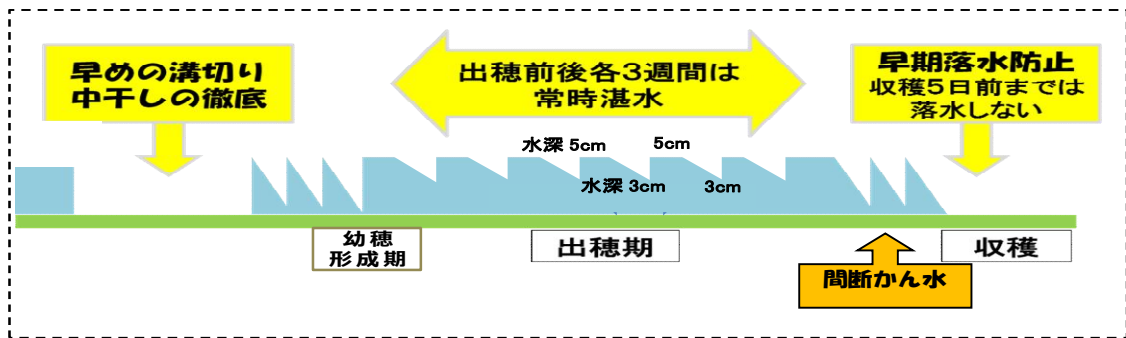 早めの溝切り
中干しの徹底
出穂前後各３週間は
常時湛水
早期落水防止
収穫５日前までは
落水しない
水深 5cm
5cm
水深 3cm
3cm
幼穂
形成期
出穂期
間断かん水
収穫